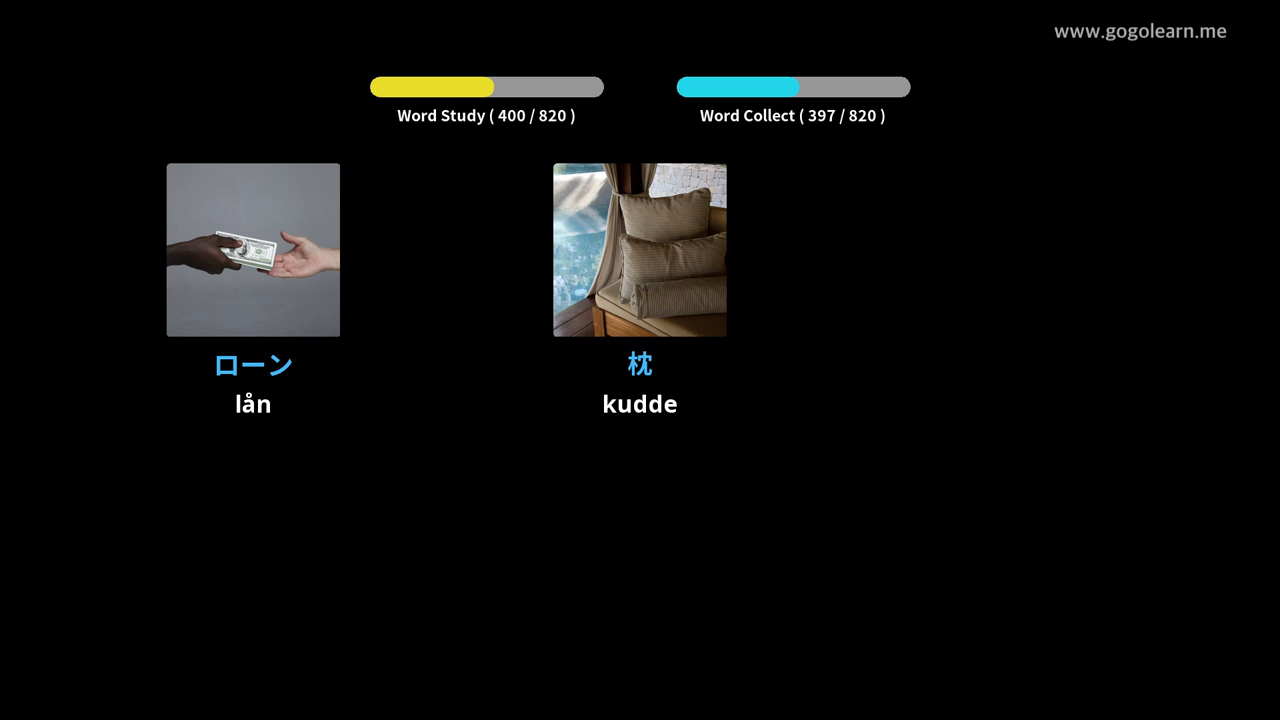 www.gogolearn.me
Word Study ( 400 / 820 )
Word Collect ( 397 / 820 )
ローン
lån
枕
kudde